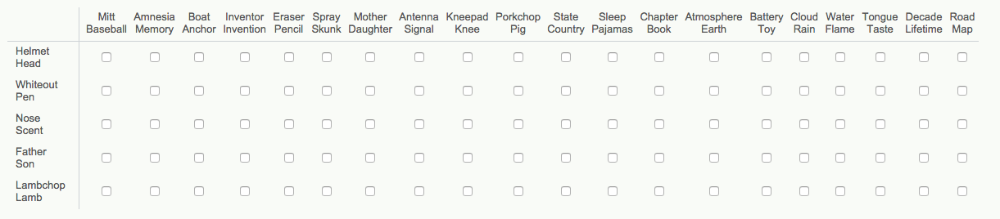 Mitt Amnesia Boat Inventor Eraser Spray Mother Antenna Kneepad Porkchop State Sleep Chapter Atmosphere Battery Cloud Water Tongue Decade Road
Baseball Memory Anchor Invention Pencil Skunk Daughter Signal Knee Pig Country Pajamas Book Earth Toy Rain Flame Taste Lifetime Map
Helmet
Head
Whiteout
Pen
Nose
Scent
Father
Son
Lambchop
Lamb